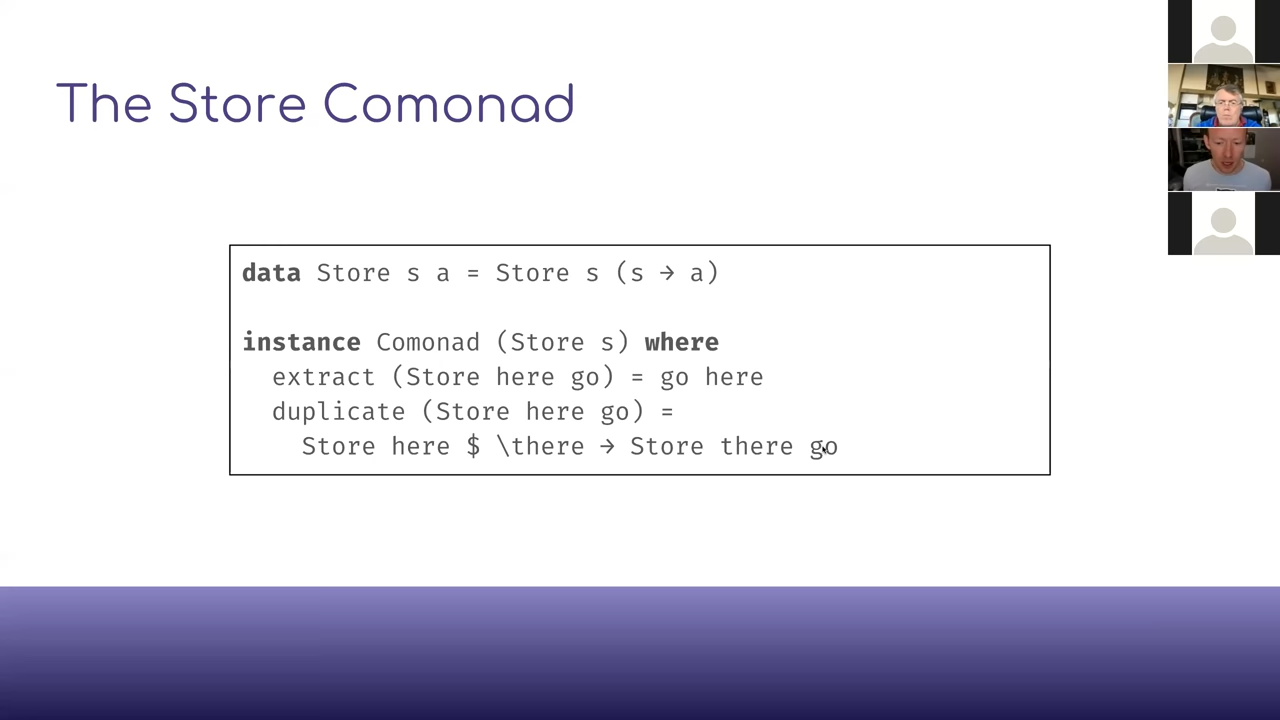 The Store Comonad
data Store s a = Store s (s → a)
instance Comonad (Store s) where
extract (Store here go) = go here
duplicate (Store here go) =
Store here $ \there → Store there go